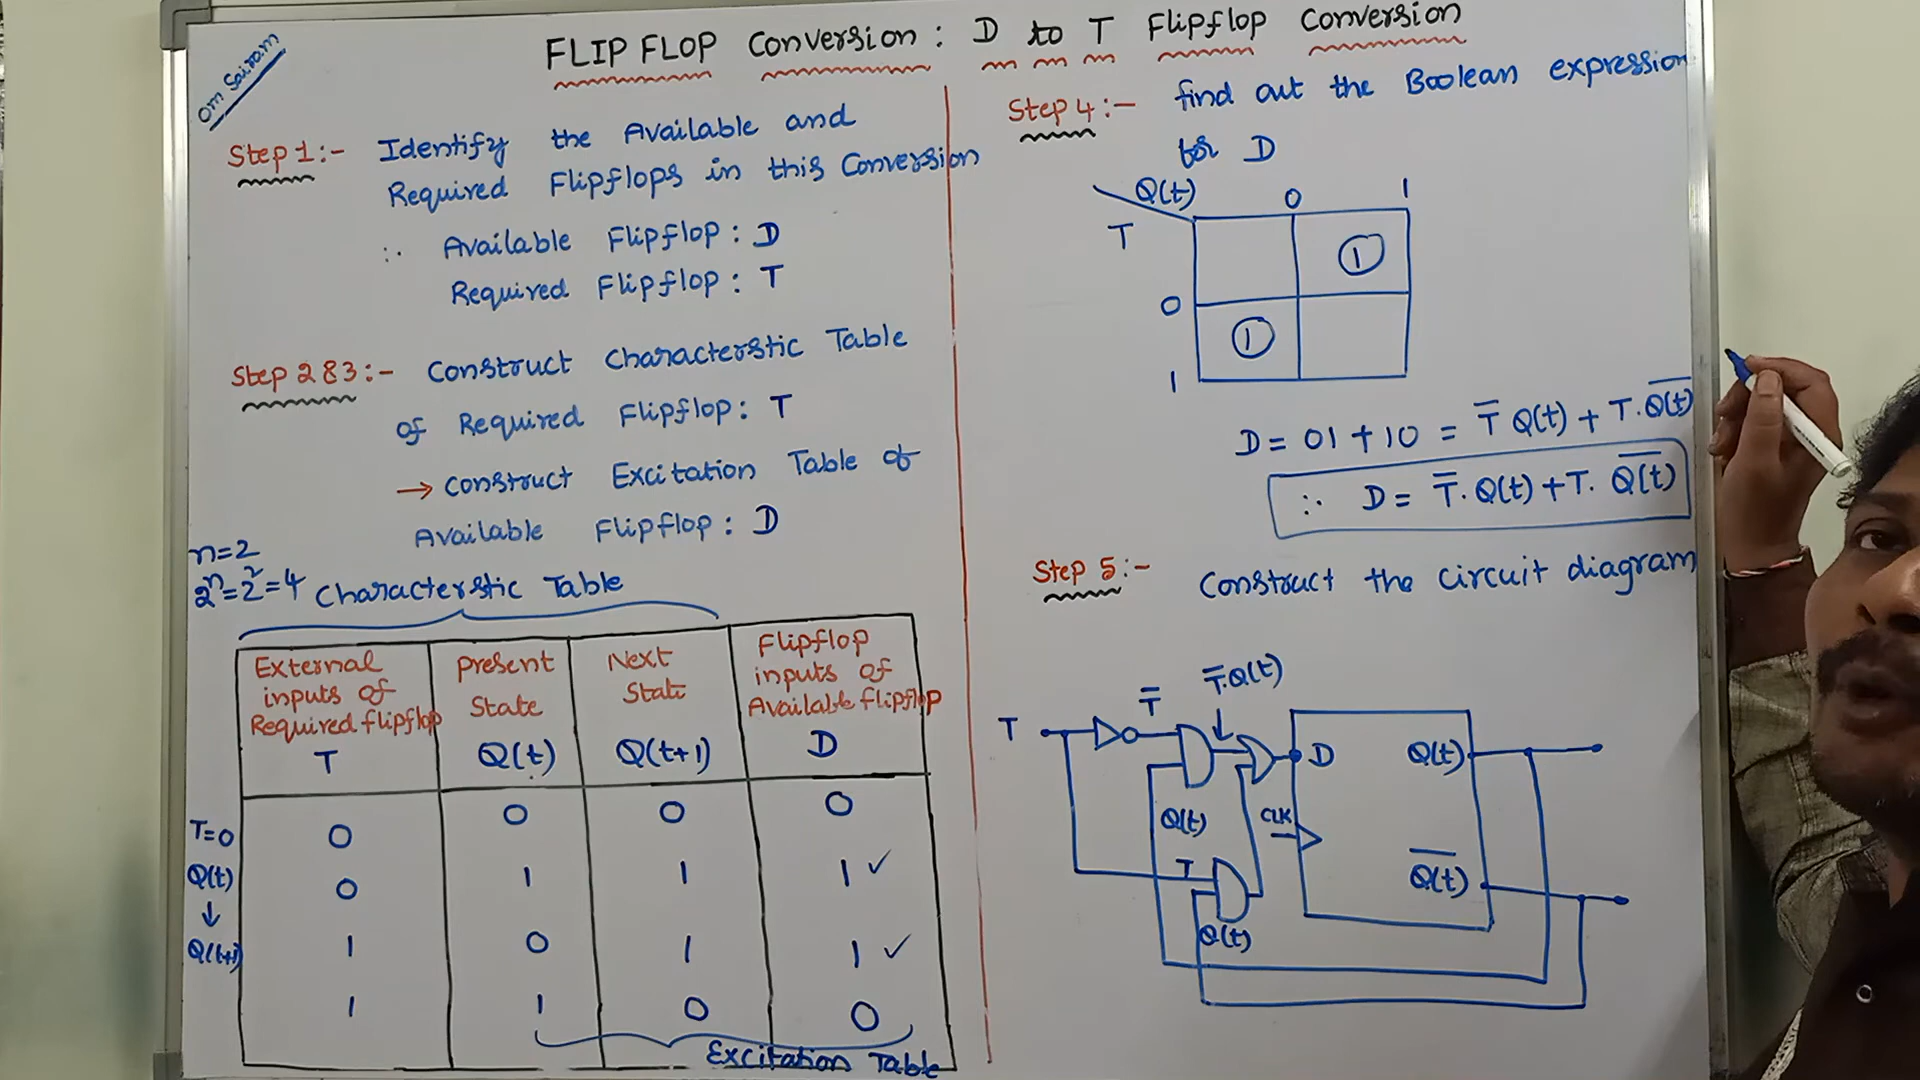 Om Sairam
FLIP FLOP Conversion : D to T Flipflop Conversion
Step 1 :- Identify the Available and
Required Flipflops in this Conversion
∴ Available Flipflop : D
Required Flipflop : T
Step 2 & 3 :- Construct Characterstic Table
of Required Flipflop : T
→ Construct Excitation Table of
Available Flipflop : D
n=2
2ⁿ=2²=4 Characterstic Table
External
inputs of
Required flipflop
T
present
State
Q(t)
Next
State
Q(t+1)
Flipflop
inputs of
Available flipflop
D
T=0 0 0 0 0
Q(t) 0 1 1 1 ✓
↓
Q(t+1) 1 0 1 1 ✓
1 1 0 0
Excitation Table
Step 4 :- find out the Boolean expression
for D
Q(t) 0 1
T
1
0
1
1
D = 01 + 10 = T̅ Q(t) + T. Q̅(̅t̅)̅
∴ D = T̅. Q(t) + T. Q̅(̅t̅)̅
Step 5 :- Construct the circuit diagram
T T̅ T̅.Q(t)
↓
D Q(t)
Q(t) CLK
T Q̅(̅t̅)̅
Q̅(t)